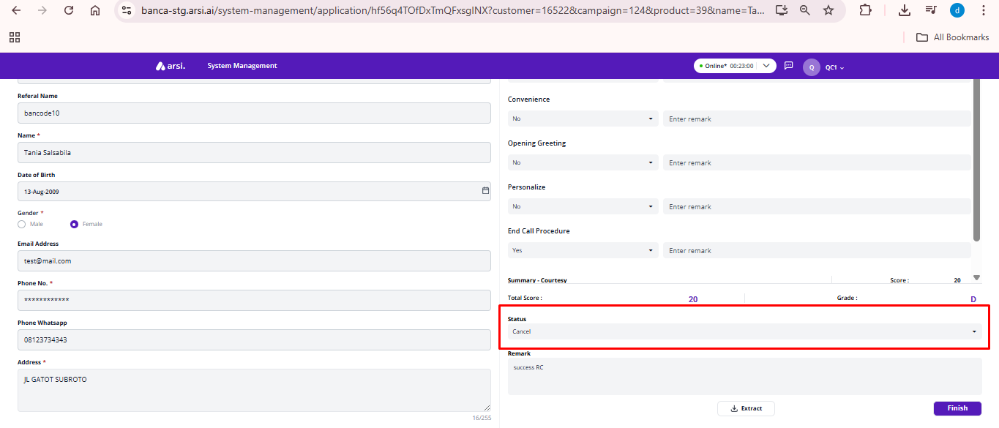 banca-stg.arsi.ai/system-management/application/hf56q4TOfDxTmQFxsgINX?customer=16522&campaign=124&product=39&name=Ta...
d
All Bookmarks
arsi.
System Management
Online* 00:23:00
Q
QC1
Referal Name
bancode10
Name *
Tania Salsabila
Date of Birth
13-Aug-2009
Gender *
Male
Female
Email Address
test@mail.com
Phone No. *
************
Phone Whatsapp
08123734343
Address *
JL GATOT SUBROTO
16/255
Convenience
No
Enter remark
Opening Greeting
No
Enter remark
Personalize
No
Enter remark
End Call Procedure
Yes
Enter remark
Summary - Courtesy
Score :
20
Total Score :
20
Grade :
D
Status
Cancel
Remark
success RC
Extract
Finish